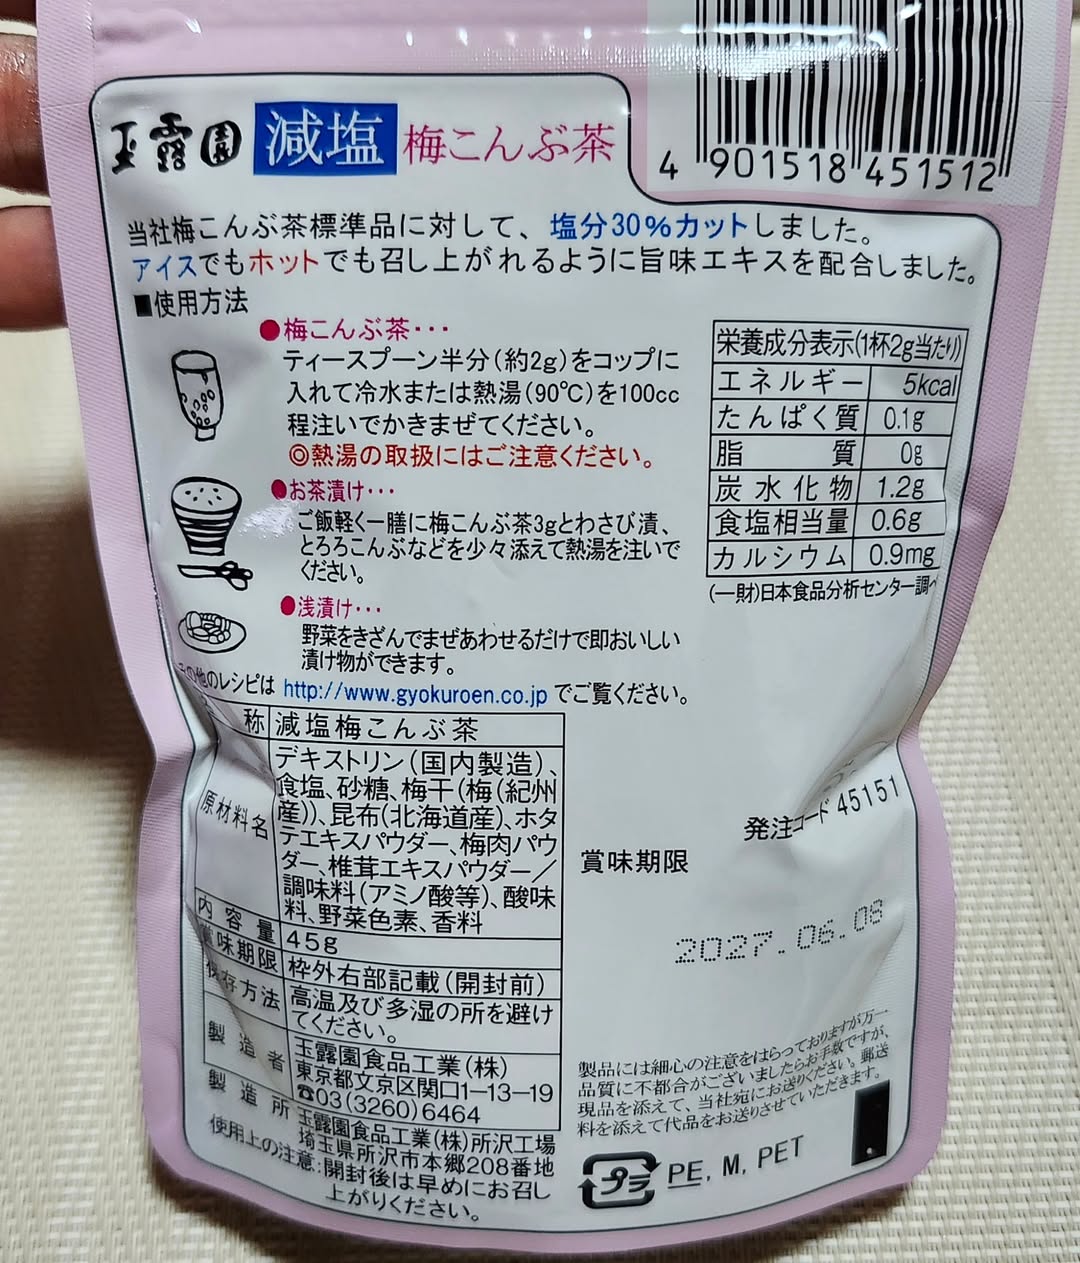 玉露園 減塩 梅こんぶ茶
4 901518 451512
当社梅こんぶ茶標準品に対して、塩分30%カットしました。
アイスでもホットでも召し上がれるように旨味エキスを配合しました。
■使用方法
●梅こんぶ茶･･･
ティースプーン半分(約2g)をコップに
入れて冷水または熱湯(90℃)を100cc
程注いでかきまぜてください。
◎熱湯の取扱にはご注意ください。
●お茶漬け･･･
ご飯軽く一膳に梅こんぶ茶3gとわさび漬、
とろろこんぶなどを少々添えて熱湯を注いで
ください。
●浅漬け･･･
野菜をきざんでまぜあわせるだけで即おいしい
漬け物ができます。
その他のレシピは http://www.gyokuroen.co.jp でご覧ください。
栄養成分表示(1杯2g当たり)
エネルギー 5kcal
たんぱく質 0.1g
脂質 0g
炭水化物 1.2g
食塩相当量 0.6g
カルシウム 0.9mg
(一財)日本食品分析センター調べ
称 減塩梅こんぶ茶
原材料名 デキストリン(国内製造)、
食塩、砂糖、梅干(梅(紀州
産))、昆布(北海道産)、ホタ
テエキスパウダー、梅肉パウ
ダー、椎茸エキスパウダー/
調味料(アミノ酸等)、酸味
料、野菜色素、香料
内容量 45g
賞味期限 枠外右部記載(開封前)
保存方法 高温及び多湿の所を避け
てください。
製造者 玉露園食品工業(株)
東京都文京区関口1-13-19
☎03(3260)6464
製造所 玉露園食品工業(株)所沢工場
埼玉県所沢市本郷208番地
使用上の注意:開封後は早めにお召し
上がりください。
発注コード 45151
賞味期限
2027.06.08
製品には細心の注意をはらっておりますが万一
品質に不都合がございましたらお手数ですが、
現品を添えて、当社宛にお送りください。郵送
料を添えて代品をお送りさせていただきます。
プラ PE, M, PET